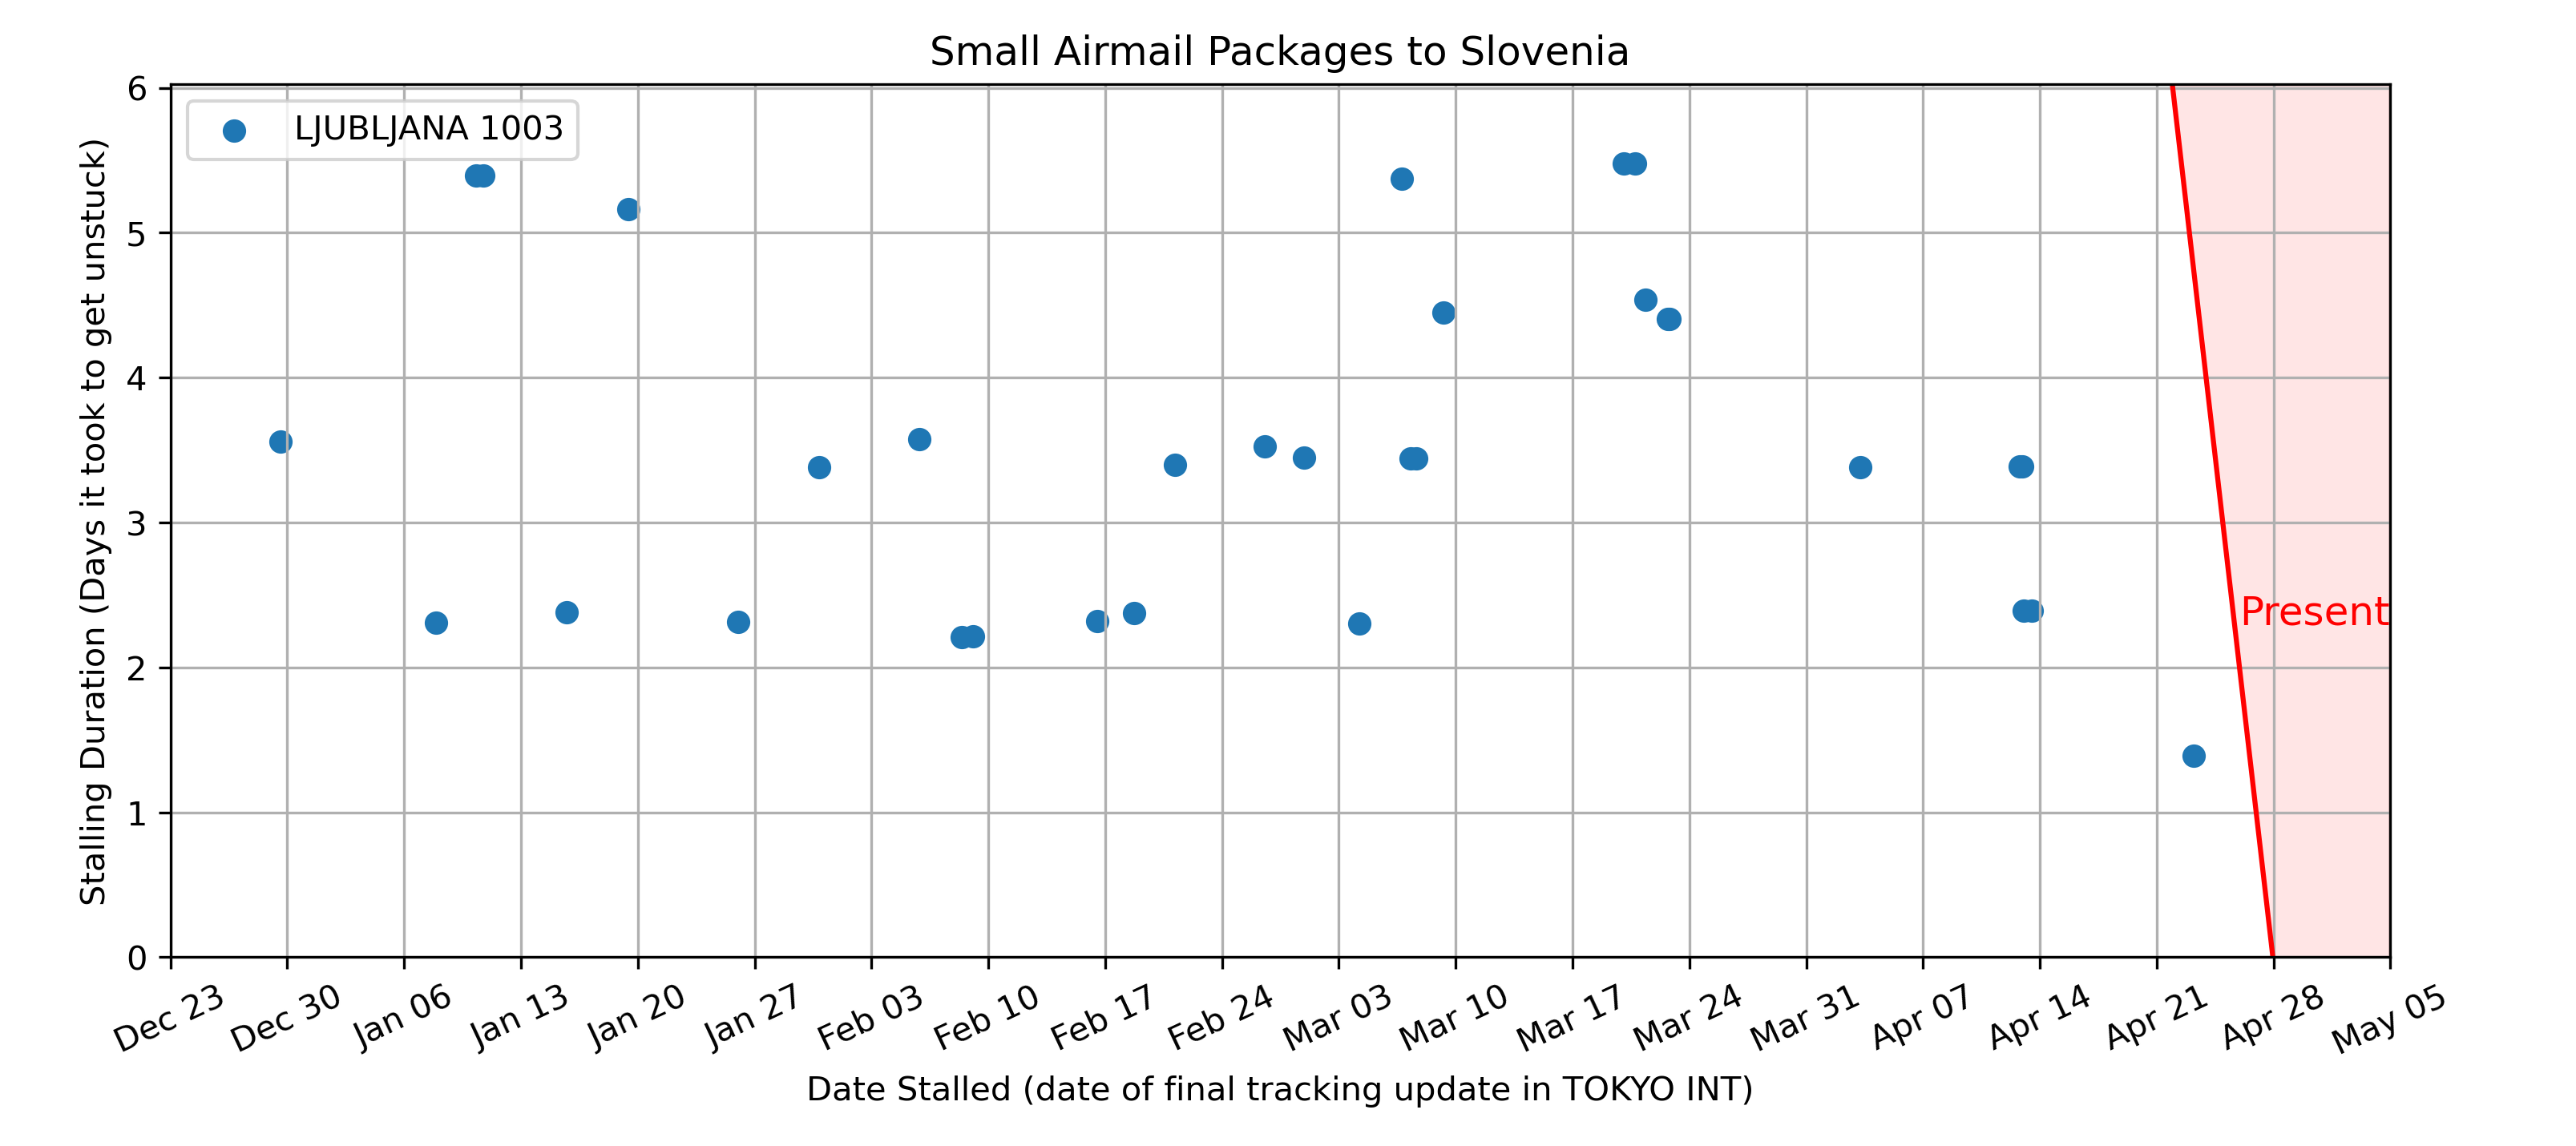 Small Airmail Packages to Slovenia
LJUBLJANA 1003
Stalling Duration (Days it took to get unstuck)
6
5
4
3
2
1
0
Present
Dec 23
Dec 30
Jan 06
Jan 13
Jan 20
Jan 27
Feb 03
Feb 10
Feb 17
Feb 24
Mar 03
Mar 10
Mar 17
Mar 24
Mar 31
Apr 07
Apr 14
Apr 21
Apr 28
May 05
Date Stalled (date of final tracking update in TOKYO INT)